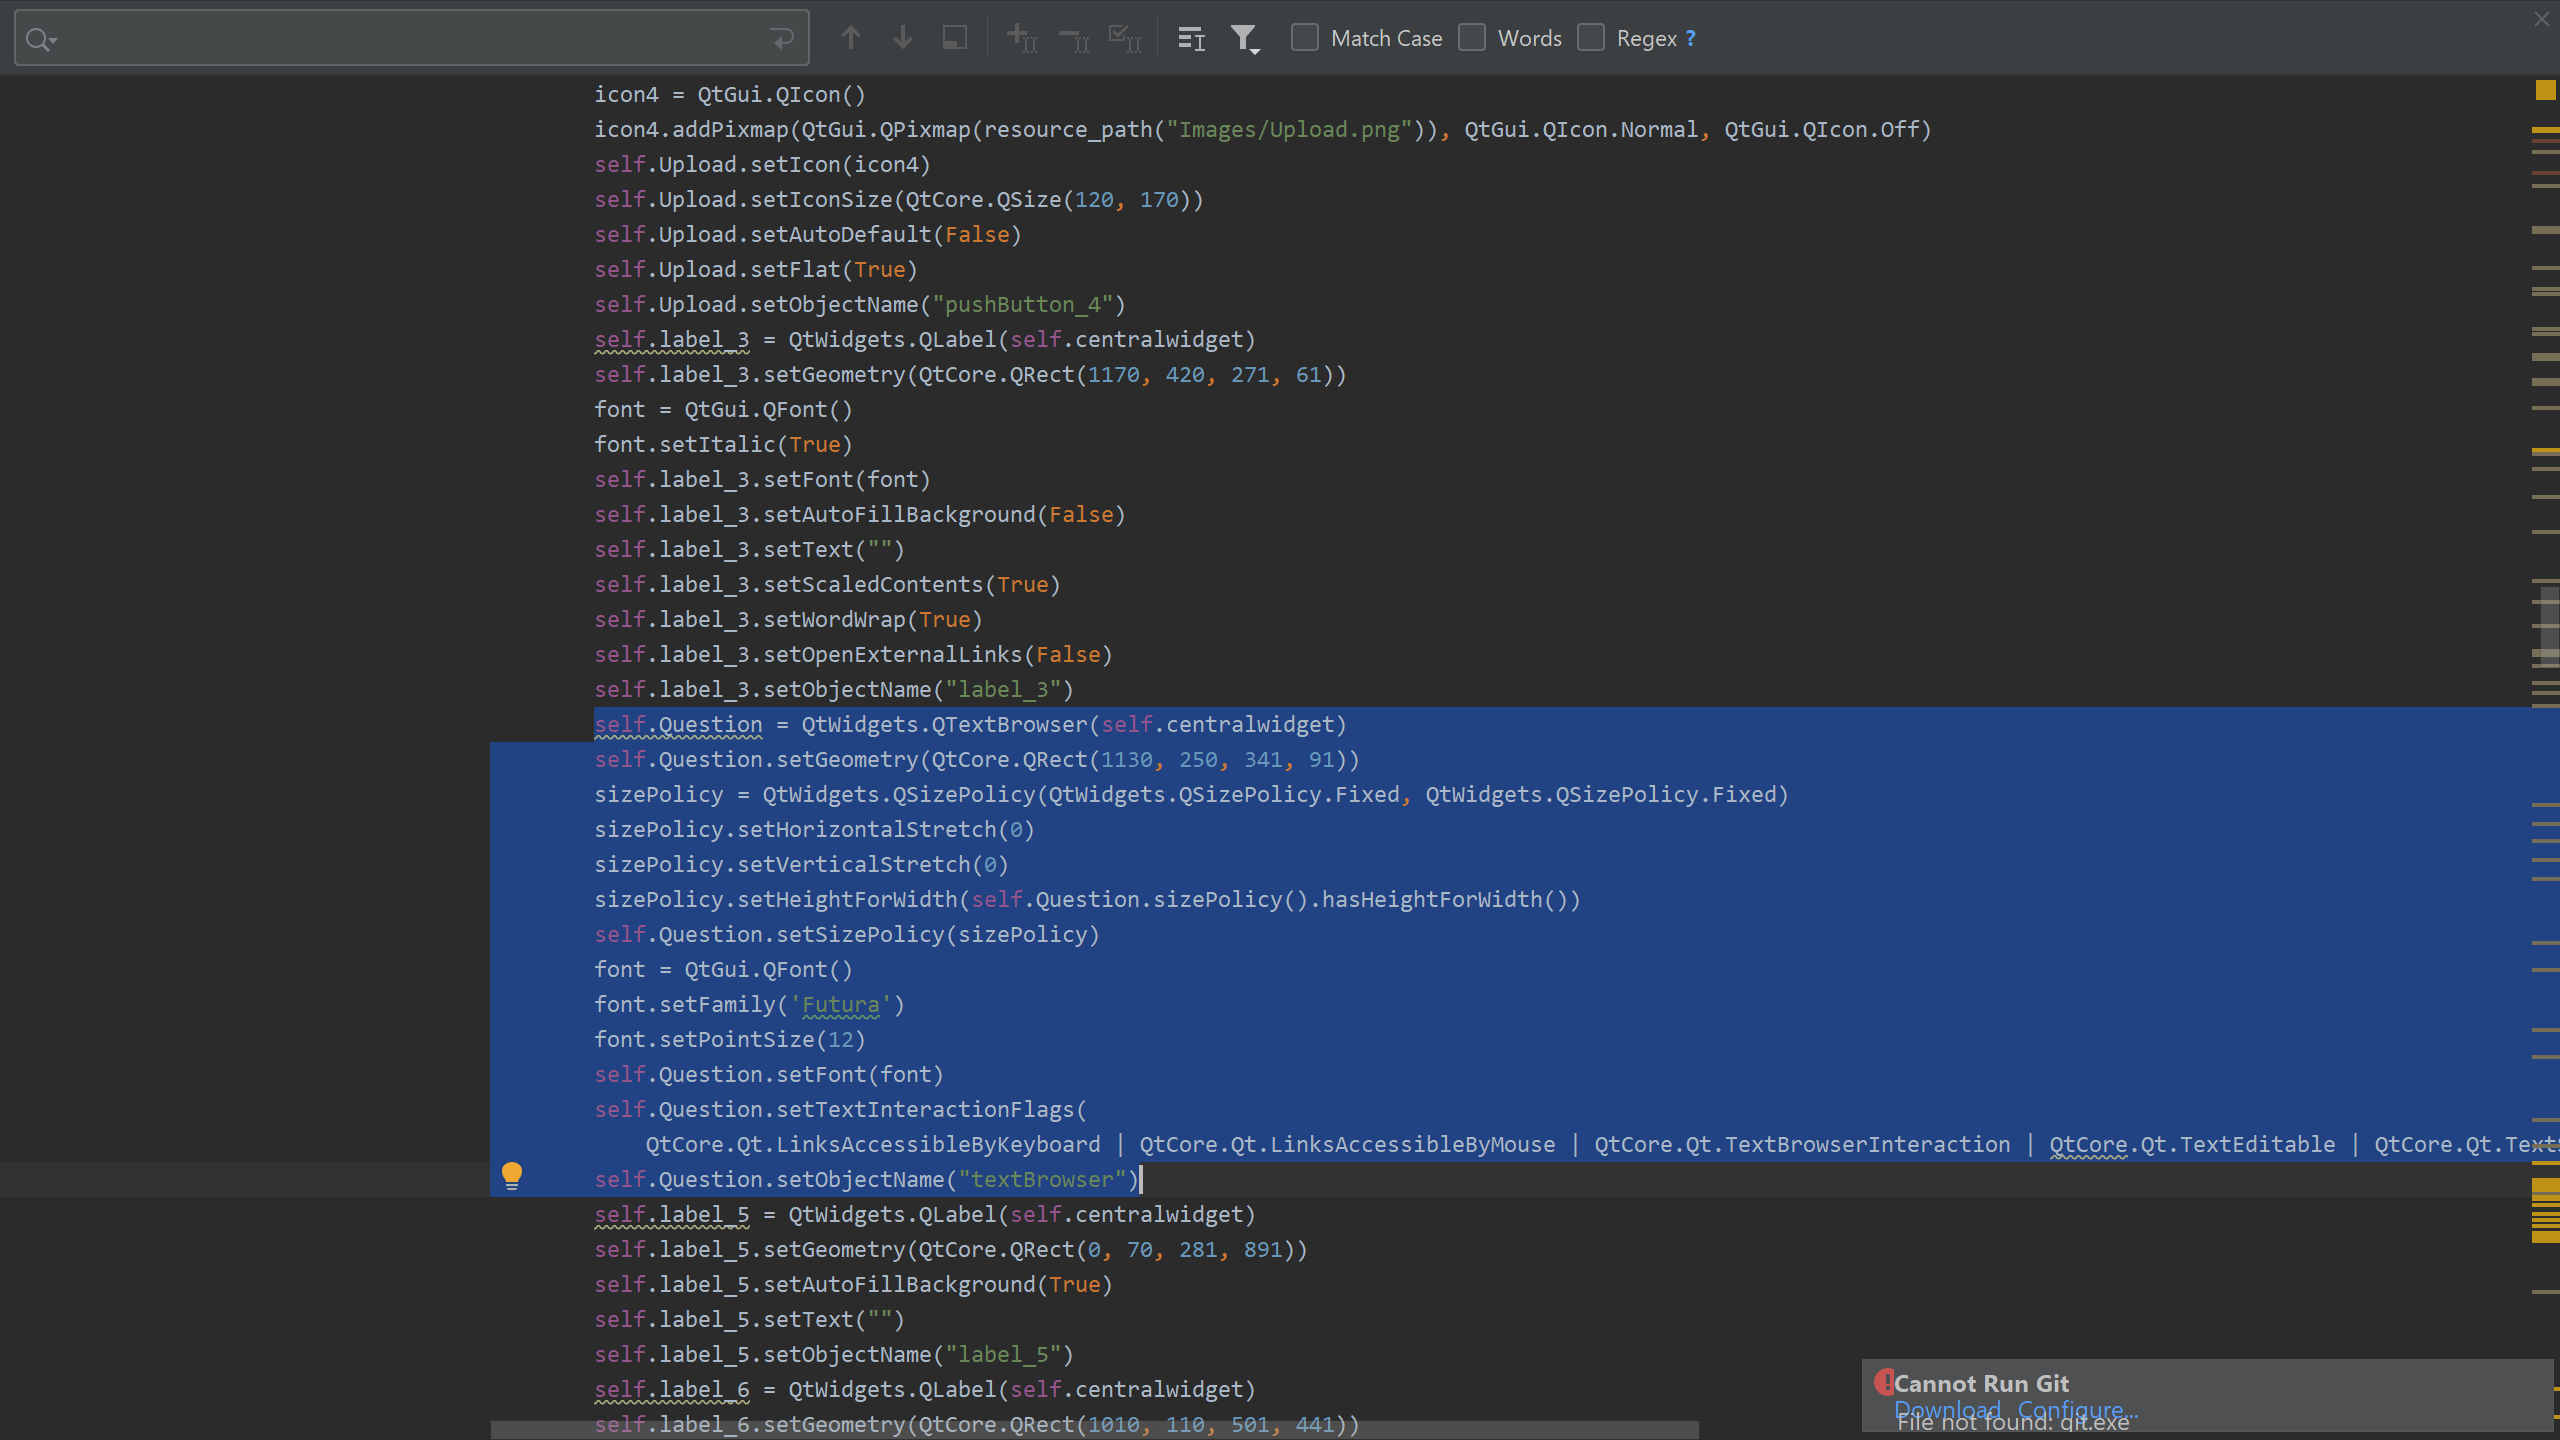 Match Case Words Regex ?
icon4 = QtGui.QIcon()
icon4.addPixmap(QtGui.QPixmap(resource_path("Images/Upload.png")), QtGui.QIcon.Normal, QtGui.QIcon.Off)
self.Upload.setIcon(icon4)
self.Upload.setIconSize(QtCore.QSize(120, 170))
self.Upload.setAutoDefault(False)
self.Upload.setFlat(True)
self.Upload.setObjectName("pushButton_4")
self.label_3 = QtWidgets.QLabel(self.centralwidget)
self.label_3.setGeometry(QtCore.QRect(1170, 420, 271, 61))
font = QtGui.QFont()
font.setItalic(True)
self.label_3.setFont(font)
self.label_3.setAutoFillBackground(False)
self.label_3.setText("")
self.label_3.setScaledContents(True)
self.label_3.setWordWrap(True)
self.label_3.setOpenExternalLinks(False)
self.label_3.setObjectName("label_3")
self.Question = QtWidgets.QTextBrowser(self.centralwidget)
self.Question.setGeometry(QtCore.QRect(1130, 250, 341, 91))
sizePolicy = QtWidgets.QSizePolicy(QtWidgets.QSizePolicy.Fixed, QtWidgets.QSizePolicy.Fixed)
sizePolicy.setHorizontalStretch(0)
sizePolicy.setVerticalStretch(0)
sizePolicy.setHeightForWidth(self.Question.sizePolicy().hasHeightForWidth())
self.Question.setSizePolicy(sizePolicy)
font = QtGui.QFont()
font.setFamily('Futura')
font.setPointSize(12)
self.Question.setFont(font)
self.Question.setTextInteractionFlags(
QtCore.Qt.LinksAccessibleByKeyboard | QtCore.Qt.LinksAccessibleByMouse | QtCore.Qt.TextBrowserInteraction | QtCore.Qt.TextEditable | QtCore.Qt.Text
self.Question.setObjectName("textBrowser")
self.label_5 = QtWidgets.QLabel(self.centralwidget)
self.label_5.setGeometry(QtCore.QRect(0, 70, 281, 891))
self.label_5.setAutoFillBackground(True)
self.label_5.setText("")
self.label_5.setObjectName("label_5")
self.label_6 = QtWidgets.QLabel(self.centralwidget)
self.label_6.setGeometry(QtCore.QRect(1010, 110, 501, 441))
Cannot Run Git
Download Configure...
File not found: git.exe